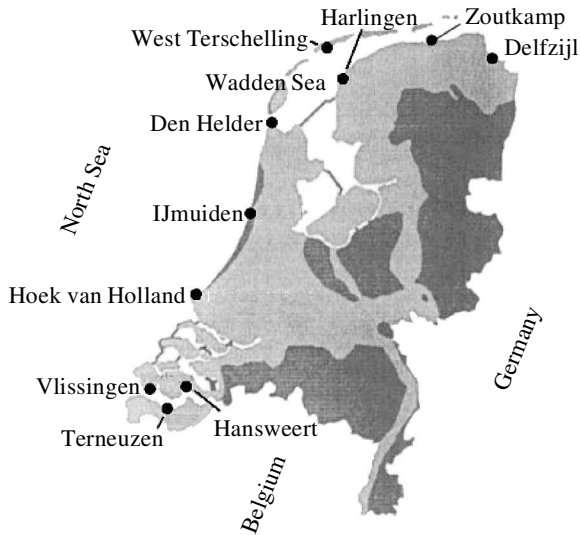 Harlingen
Zoutkamp
West Terschelling
Delfzijl
Wadden Sea
Den Helder
North Sea
IJmuiden
Hoek van Holland
Germany
Vlissingen
Hansweert
Terneuzen
Belgium